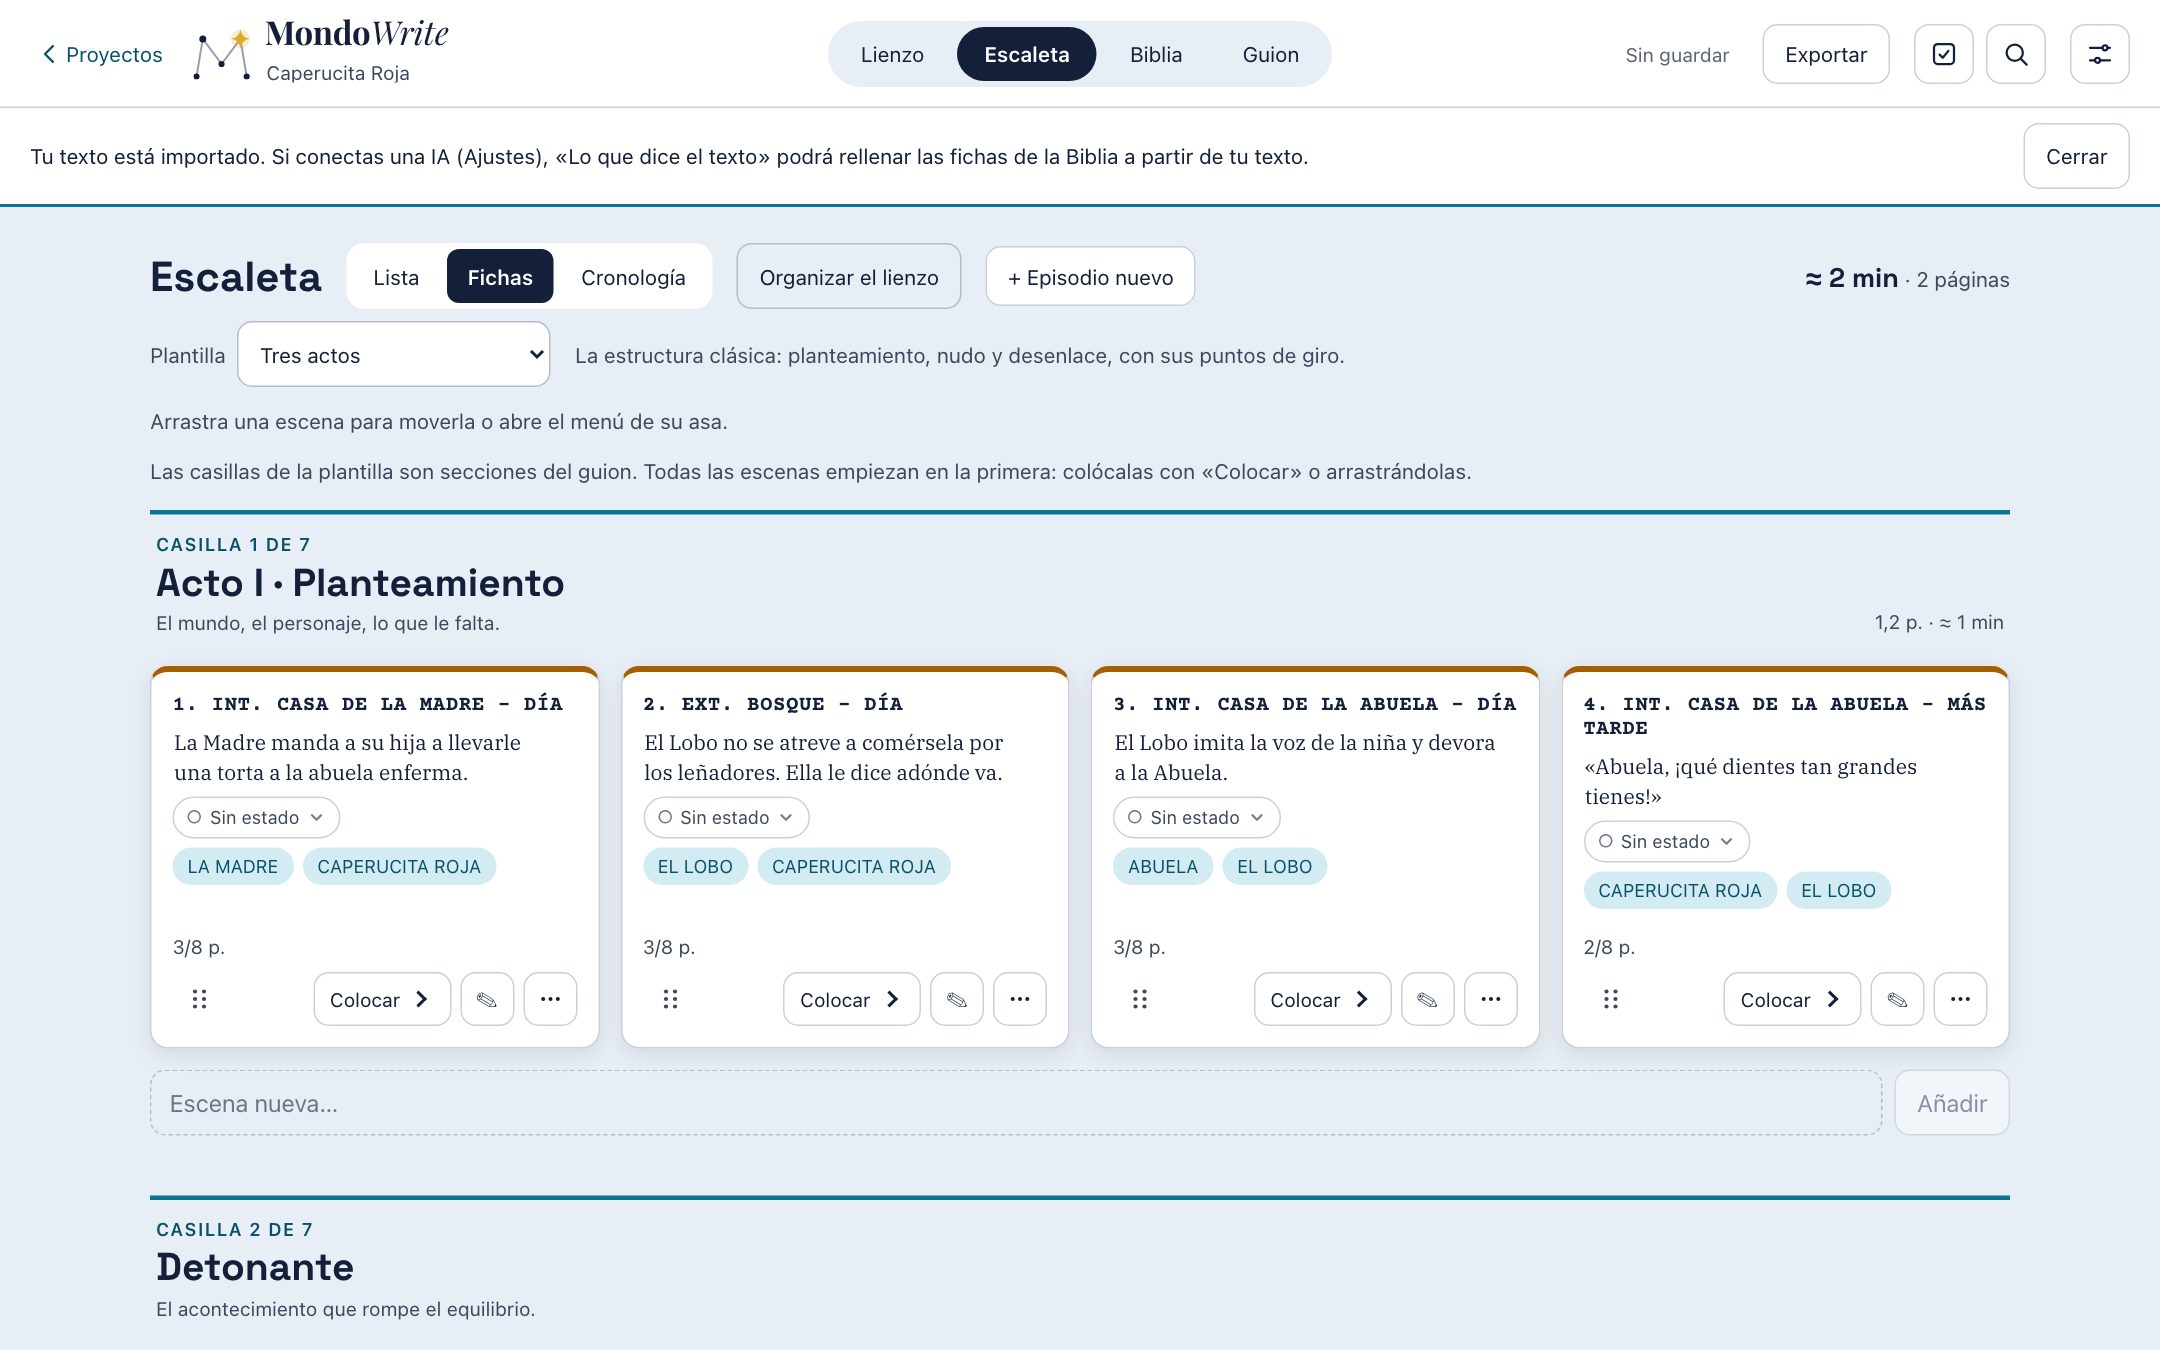 Proyectos
MondoWrite
Caperucita Roja
Lienzo
Escaleta
Biblia
Guion
Sin guardar
Exportar
Tu texto está importado. Si conectas una IA (Ajustes), «Lo que dice el texto» podrá rellenar las fichas de la Biblia a partir de tu texto.
Cerrar
Escaleta
Lista
Fichas
Cronología
Organizar el lienzo
+ Episodio nuevo
≈ 2 min · 2 páginas
Plantilla
Tres actos
La estructura clásica: planteamiento, nudo y desenlace, con sus puntos de giro.
Arrastra una escena para moverla o abre el menú de su asa.
Las casillas de la plantilla son secciones del guion. Todas las escenas empiezan en la primera: colócalas con «Colocar» o arrastrándolas.
CASILLA 1 DE 7
Acto I · Planteamiento
El mundo, el personaje, lo que le falta.
1,2 p. · ≈ 1 min
1. INT. CASA DE LA MADRE – DÍA
La Madre manda a su hija a llevarle
una torta a la abuela enferma.
Sin estado
LA MADRE
CAPERUCITA ROJA
3/8 p.
Colocar
2. EXT. BOSQUE – DÍA
El Lobo no se atreve a comérsela por
los leñadores. Ella le dice adónde va.
Sin estado
EL LOBO
CAPERUCITA ROJA
3/8 p.
Colocar
3. INT. CASA DE LA ABUELA – DÍA
El Lobo imita la voz de la niña y devora
a la Abuela.
Sin estado
ABUELA
EL LOBO
3/8 p.
Colocar
4. INT. CASA DE LA ABUELA – MÁS
TARDE
«Abuela, ¡qué dientes tan grandes
tienes!»
Sin estado
CAPERUCITA ROJA
EL LOBO
2/8 p.
Colocar
Escena nueva...
Añadir
CASILLA 2 DE 7
Detonante
El acontecimiento que rompe el equilibrio.